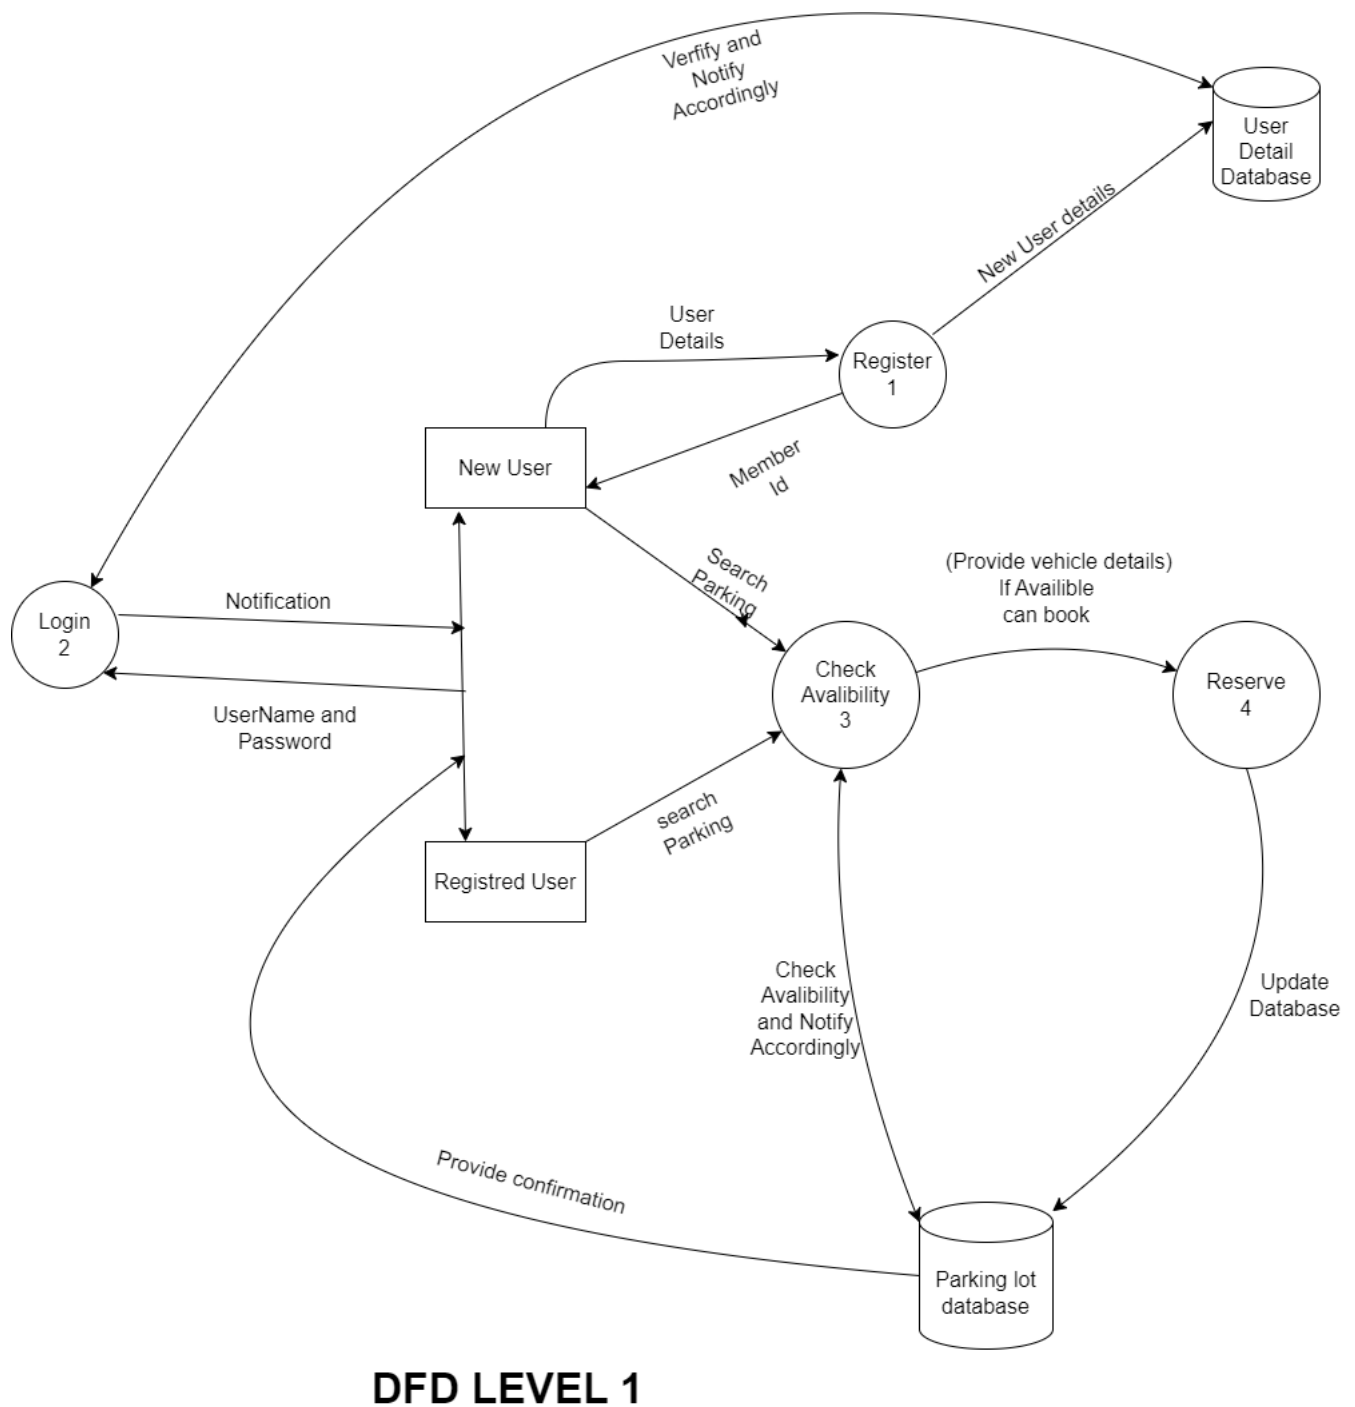 Verfify and
Notify
Accordingly
User
Detail
Database
New User details
User
Details
Register
1
New User
Member
Id
Search
Parking
(Provide vehicle details)
If Availible
can book
Notification
Login
2
Check
Avalibility
3
Reserve
4
UserName and
Password
search
Parking
Registred User
Check
Avalibility
and Notify
Accordingly
Update
Database
Provide confirmation
Parking lot
database
DFD LEVEL 1